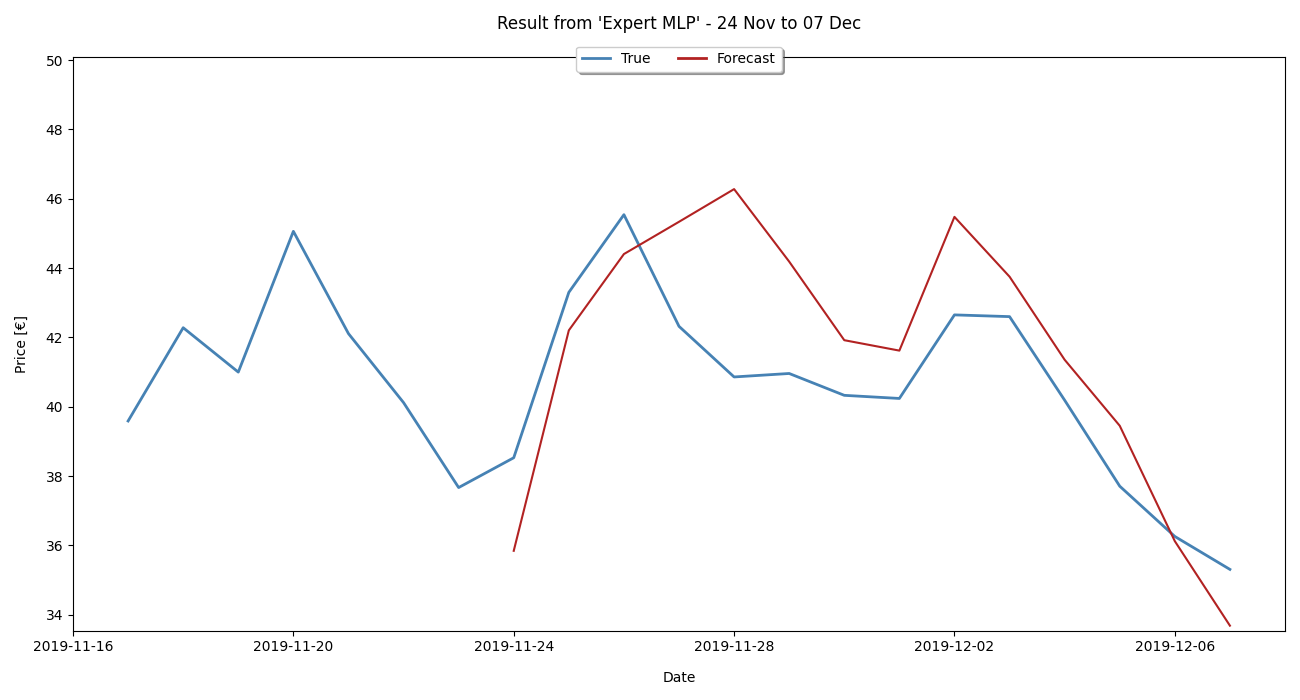 Result from 'Expert MLP' - 24 Nov to 07 Dec
True Forecast
Price [€]
50
48
46
44
42
40
38
36
34
2019-11-16 2019-11-20 2019-11-24 2019-11-28 2019-12-02 2019-12-06
Date